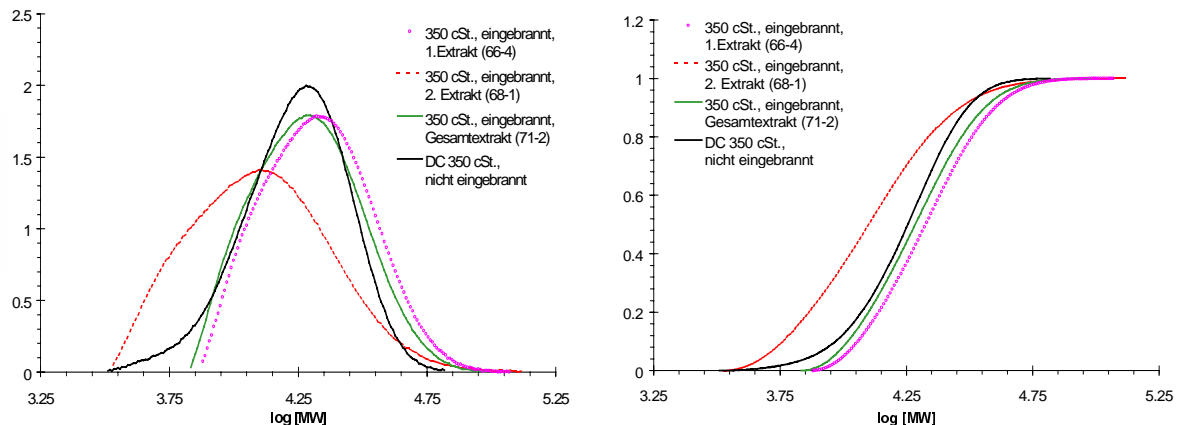 2.5
2
1.5
1
0.5
0
3.25
3.75
4.25
4.75
5.25
log [MW]
350 cSt., eingebrannt,
1.Extrakt (66-4)
350 cSt., eingebrannt,
2. Extrakt (68-1)
350 cSt., eingebrannt,
Gesamtextrakt (71-2)
DC 350 cSt.,
nicht eingebrannt
1.2
1
0.8
0.6
0.4
0.2
0
3.25
3.75
4.25
4.75
5.25
log [MW]
350 cSt., eingebrannt,
1.Extrakt (66-4)
350 cSt., eingebrannt,
2. Extrakt (68-1)
350 cSt., eingebrannt,
Gesamtextrakt (71-2)
DC 350 cSt.,
nicht eingebrannt